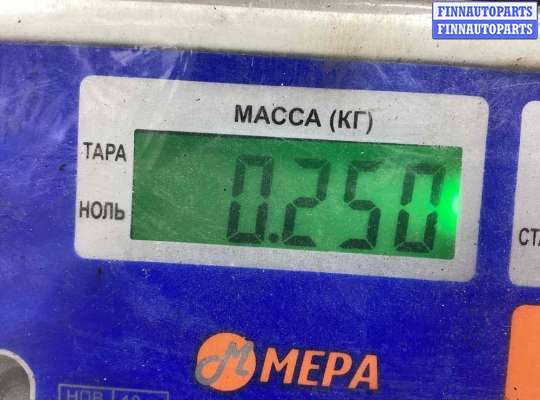 FINNAUTOPARTS
FINNAUTOPARTS
МАССА (КГ)
ТАРА
0.250
НОЛЬ
МЕРА